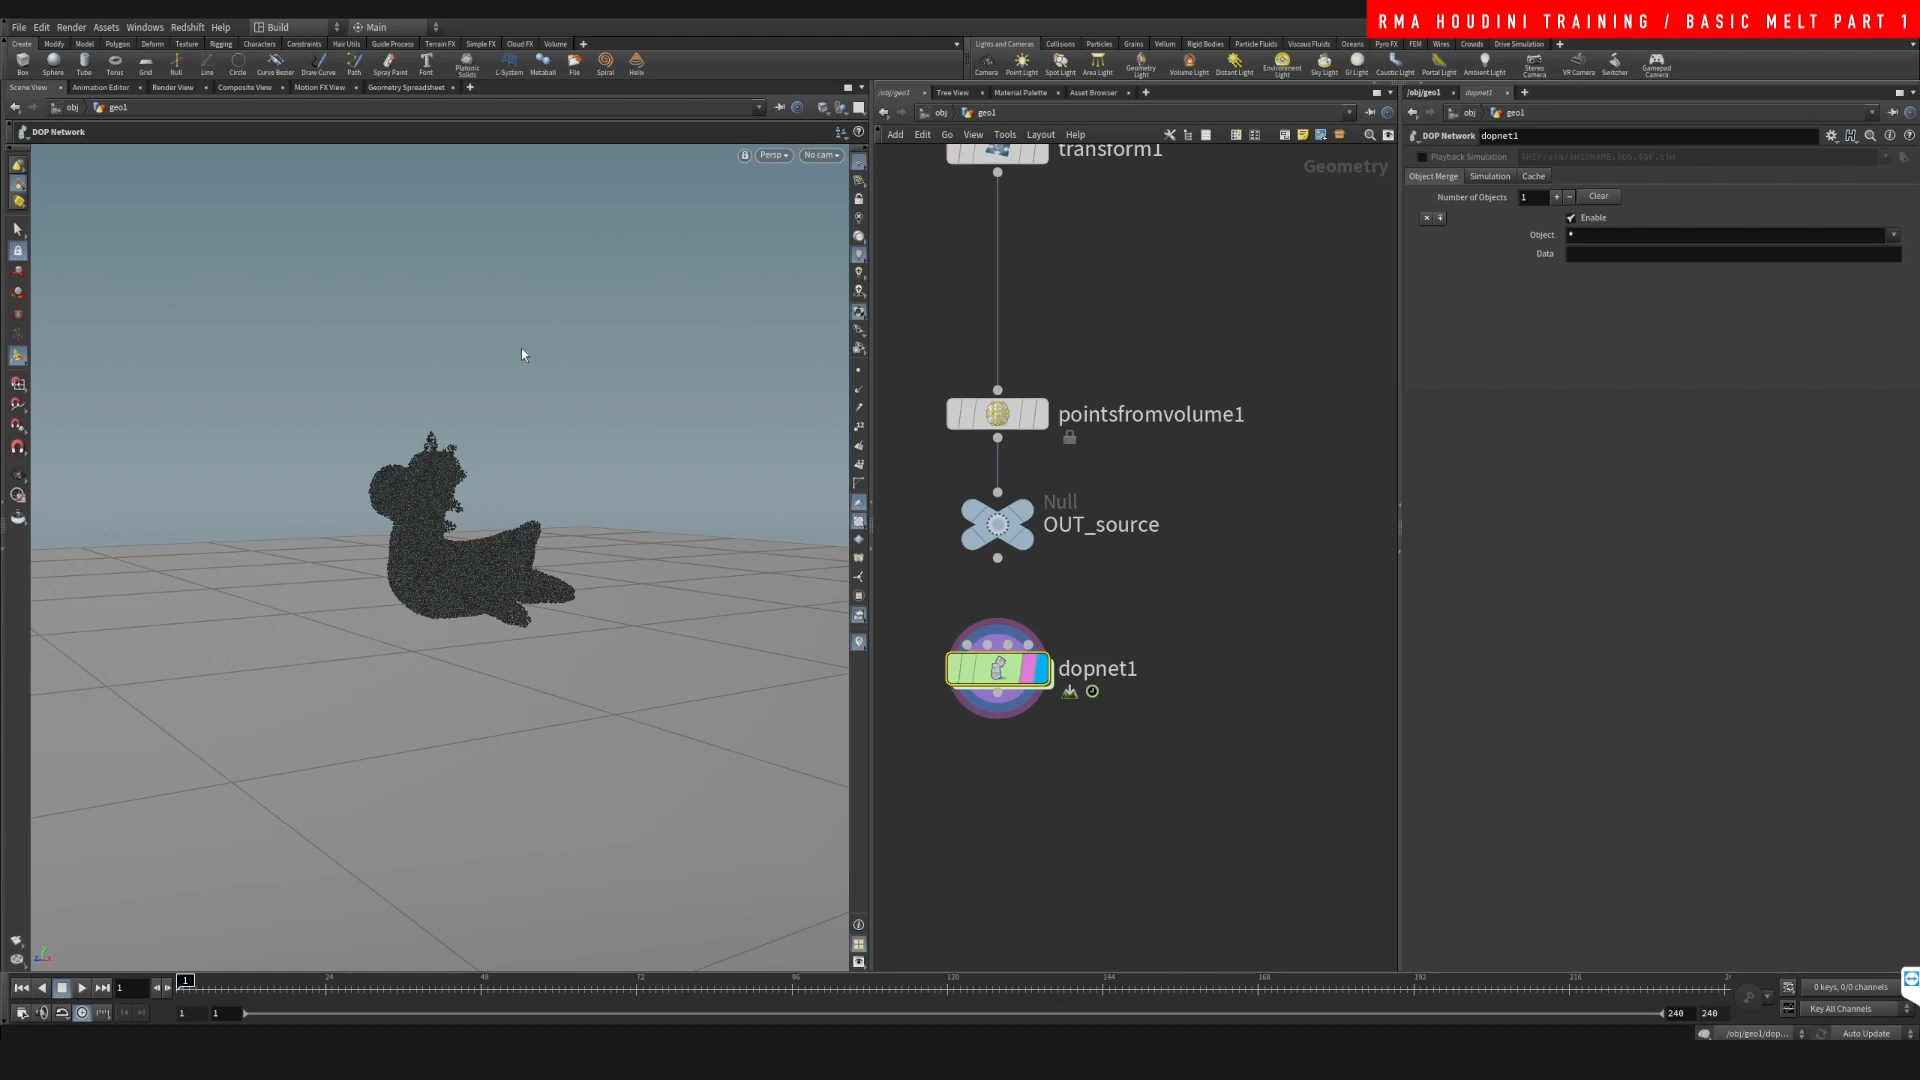 RMA HOUDINI TRAINING / BASIC MELT PART 1
File Edit Render Assets Windows Redshift Help Build Main
Create Modify Model Polygon Deform Texture Rigging Characters Constraints Hair Utils Guide Process Terrain FX Simple FX Cloud FX Volume
Lights and Cameras Collisions Particles Grains Vellum Rigid Bodies Particle Fluids Viscous Fluids Oceans Pyro FX FEM Wires Crowds Drive Simulation
Box Sphere Tube Torus Grid Null Line Circle Curve Bezier Draw Curve Path Spray Paint Font Platonic Solids L-System Metaball File Spiral Helix
Camera Point Light Spot Light Area Light Geometry Light Volume Light Distant Light Environment Light Sky Light GI Light Caustic Light Portal Light Ambient Light Stereo Camera VR Camera Switcher Gamepad Camera
Scene View Animation Editor Render View Composite View Motion FX View Geometry Spreadsheet
/obj/geo1 Tree View Material Palette Asset Browser
/obj/geo1 dopnet1
obj geo1
obj geo1
obj geo1
DOP Network
Add Edit Go View Tools Layout Help
DOP Network dopnet1
Persp No cam
transform1
Geometry
Playback Simulation $HIP/sim/$HIPNAME.$OS.$SF.sim
Object Merge Simulation Cache
Number of Objects 1 Clear
Enable
Object *
Data
pointsfromvolume1
Null
OUT_source
dopnet1
1 1 24 48 72 96 120 144 168 192 216
0 keys, 0/0 channels
1 1 240 240
Key All Channels
/obj/geo1/dop... Auto Update